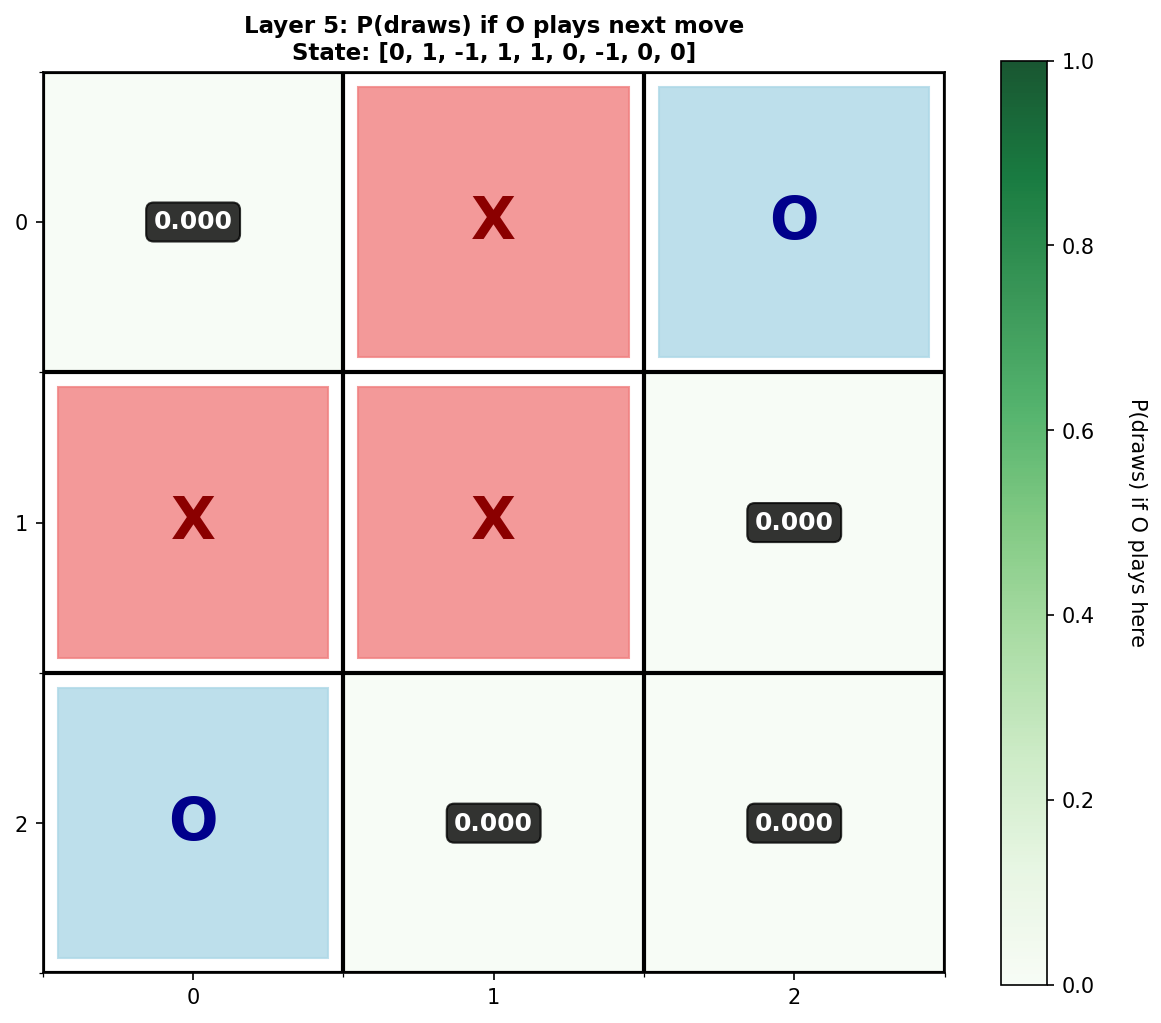 Layer 5: P(draws) if O plays next move
State: [0, 1, -1, 1, 1, 0, -1, 0, 0]
0
0.000
X
O
1
X
X
0.000
2
O
0.000
0.000
0
1
2
1.0
0.8
0.6
0.4
0.2
0.0
P(draws) if O plays here